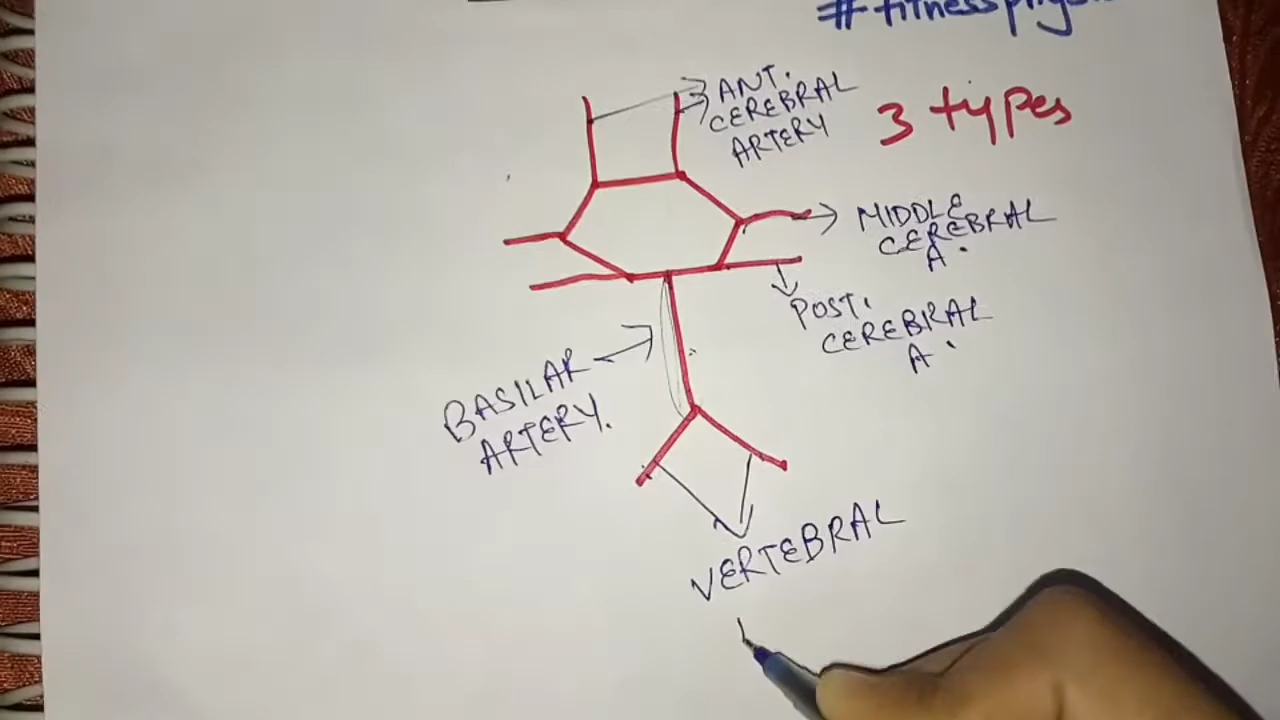 ANT.
CEREBRAL
ARTERY
3 types
MIDDLE
CEREBRAL
A.
POST.
CEREBRAL
A.
BASILAR
ARTERY.
VERTEBRAL